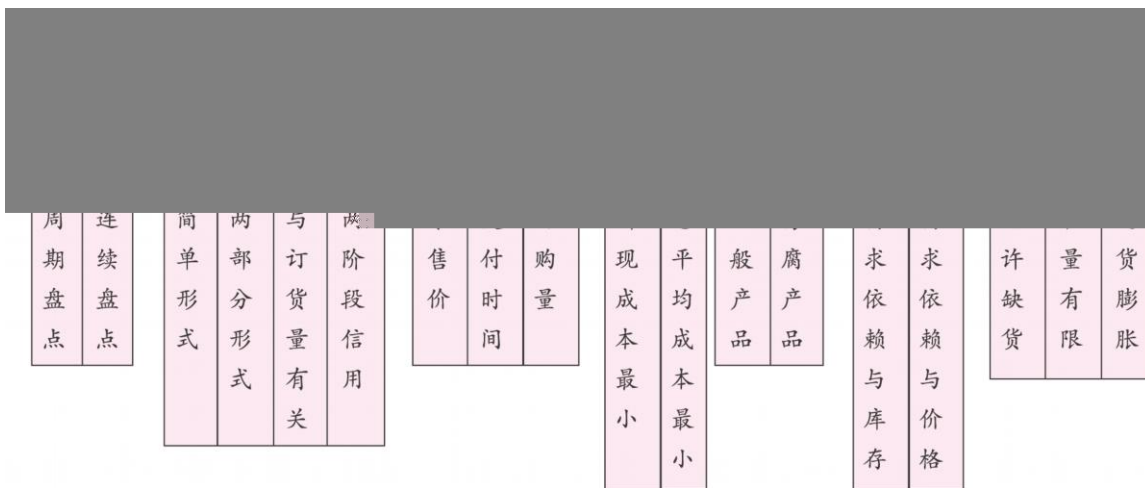 周期盘点
连续盘点
简单形式
两部分形式
与订货量有关
两阶段信用
售价
付时间
购量
现成本最小
平均成本最小
般产品
腐产品
求依赖与库存
求依赖与价格
许缺货
量有限
货膨胀